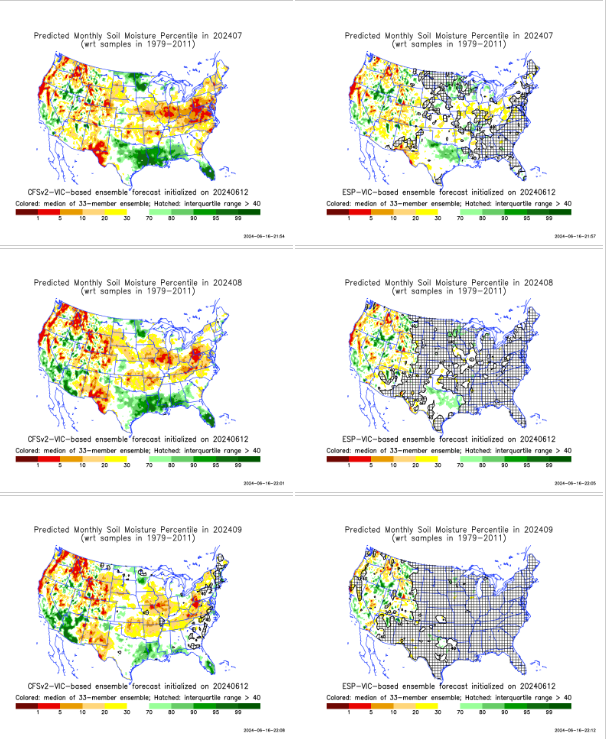 Predicted Monthly Soil Moisture Percentile in 202407
(wrt samples in 1979-2011)
CFSv2-VIC-based ensemble forecast initialized on 20240612
Colored: median of 33-member ensemble; Hatched: interquartile range > 40
1 5 10 20 30 70 80 90 95 99
2024-06-16-21:54
Predicted Monthly Soil Moisture Percentile in 202407
(wrt samples in 1979-2011)
ESP-VIC-based ensemble forecast initialized on 20240612
Colored: median of 33-member ensemble; Hatched: interquartile range > 40
1 5 10 20 30 70 80 90 95 99
2024-06-16-21:57
Predicted Monthly Soil Moisture Percentile in 202408
(wrt samples in 1979-2011)
CFSv2-VIC-based ensemble forecast initialized on 20240612
Colored: median of 33-member ensemble; Hatched: interquartile range > 40
1 5 10 20 30 70 80 90 95 99
2024-06-16-22:01
Predicted Monthly Soil Moisture Percentile in 202408
(wrt samples in 1979-2011)
ESP-VIC-based ensemble forecast initialized on 20240612
Colored: median of 33-member ensemble; Hatched: interquartile range > 40
1 5 10 20 30 70 80 90 95 99
2024-06-16-22:05
Predicted Monthly Soil Moisture Percentile in 202409
(wrt samples in 1979-2011)
CFSv2-VIC-based ensemble forecast initialized on 20240612
Colored: median of 33-member ensemble; Hatched: interquartile range > 40
1 5 10 20 30 70 80 90 95 99
2024-06-16-22:08
Predicted Monthly Soil Moisture Percentile in 202409
(wrt samples in 1979-2011)
ESP-VIC-based ensemble forecast initialized on 20240612
Colored: median of 33-member ensemble; Hatched: interquartile range > 40
1 5 10 20 30 70 80 90 95 99
2024-06-16-22:12